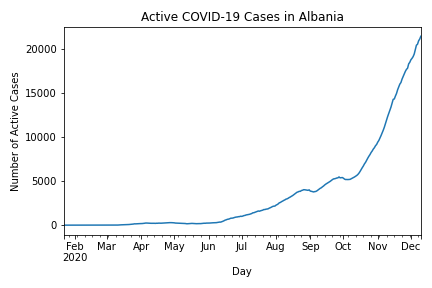 Active COVID-19 Cases in Albania
Number of Active Cases
20000
15000
10000
5000
0
Feb Mar Apr May Jun Jul Aug Sep Oct Nov Dec
2020
Day